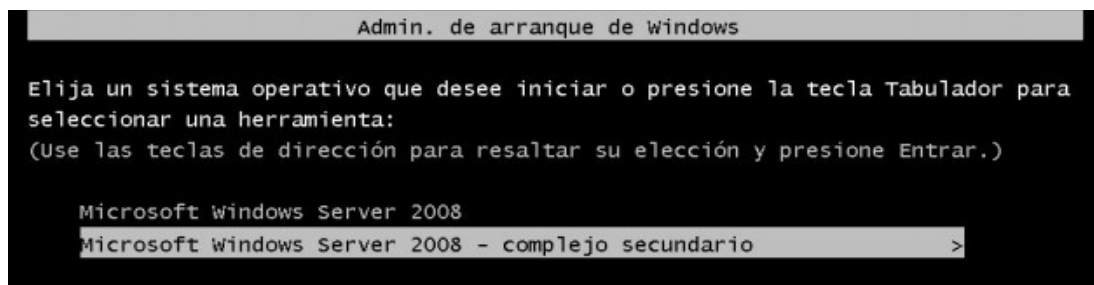 Admin. de arranque de Windows
Elija un sistema operativo que desee iniciar o presione la tecla Tabulador para
seleccionar una herramienta:
(Use las teclas de dirección para resaltar su elección y presione Entrar.)
Microsoft Windows Server 2008
Microsoft Windows Server 2008 - complejo secundario >